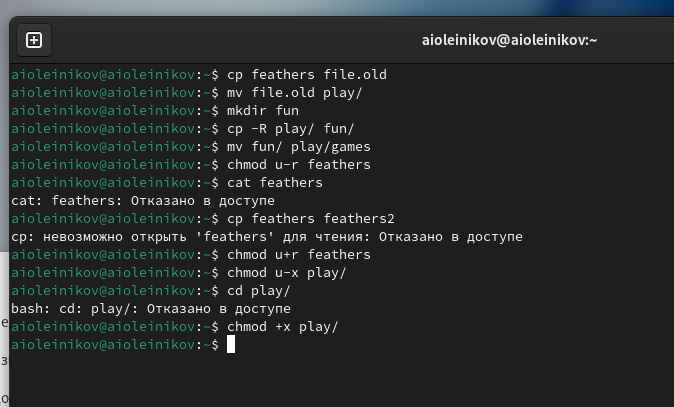 aioleinikov@aioleinikov:~
aioleinikov@aioleinikov:~$ cp feathers file.old
aioleinikov@aioleinikov:~$ mv file.old play/
aioleinikov@aioleinikov:~$ mkdir fun
aioleinikov@aioleinikov:~$ cp -R play/ fun/
aioleinikov@aioleinikov:~$ mv fun/ play/games
aioleinikov@aioleinikov:~$ chmod u-r feathers
aioleinikov@aioleinikov:~$ cat feathers
cat: feathers: Отказано в доступе
aioleinikov@aioleinikov:~$ cp feathers feathers2
cp: невозможно открыть 'feathers' для чтения: Отказано в доступе
aioleinikov@aioleinikov:~$ chmod u+r feathers
aioleinikov@aioleinikov:~$ chmod u-x play/
aioleinikov@aioleinikov:~$ cd play/
bash: cd: play/: Отказано в доступе
aioleinikov@aioleinikov:~$ chmod +x play/
aioleinikov@aioleinikov:~$